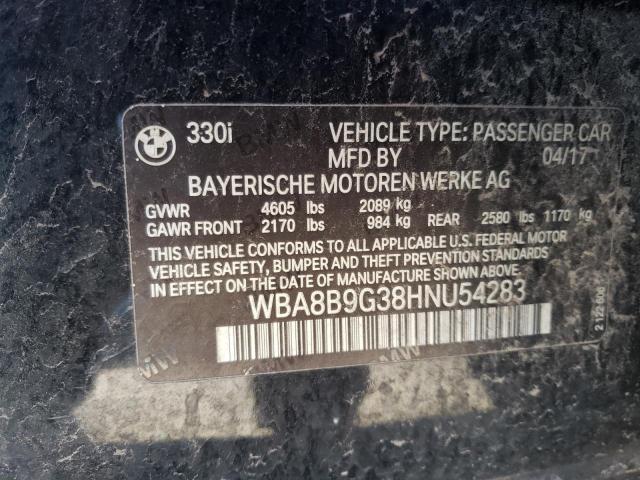 BMW 330i VEHICLE TYPE: PASSENGER CAR
MFD BY 04/17
BAYERISCHE MOTOREN WERKE AG
GVWR 4605 lbs 2089 kg
GAWR FRONT 2170 lbs 984 kg REAR 2580 lbs 1170 kg
THIS VEHICLE CONFORMS TO ALL APPLICABLE U.S. FEDERAL MOTOR
VEHICLE SAFETY, BUMPER AND THEFT PREVENTION STANDARDS
IN EFFECT ON THE DATE OF MANUFACTURE SHOWN ABOVE.
WBA8B9G38HNU54283